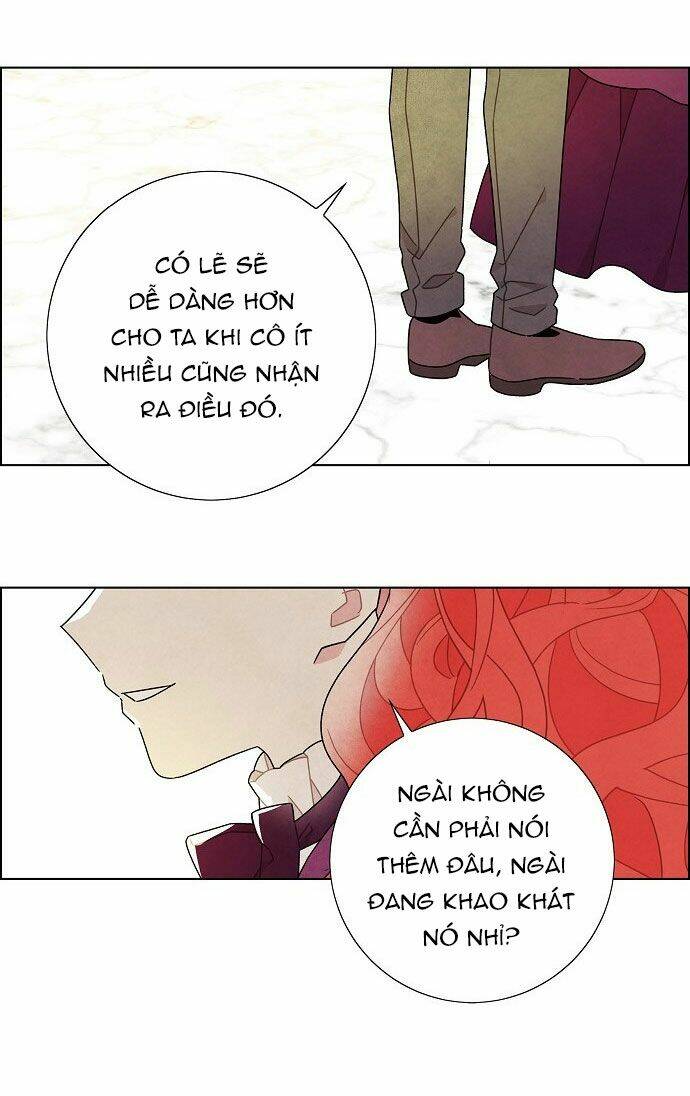 CÓ LẼ SẼ
DỄ DÀNG HƠN
CHO TA KHI CÔ ÍT
NHIỀU CŨNG NHẬN
RA ĐIỀU ĐÓ.
NGÀI KHÔNG
CẦN PHẢI NÓI
THÊM ĐÂU, NGÀI
ĐANG KHAO KHÁT
NÓ NHỈ?